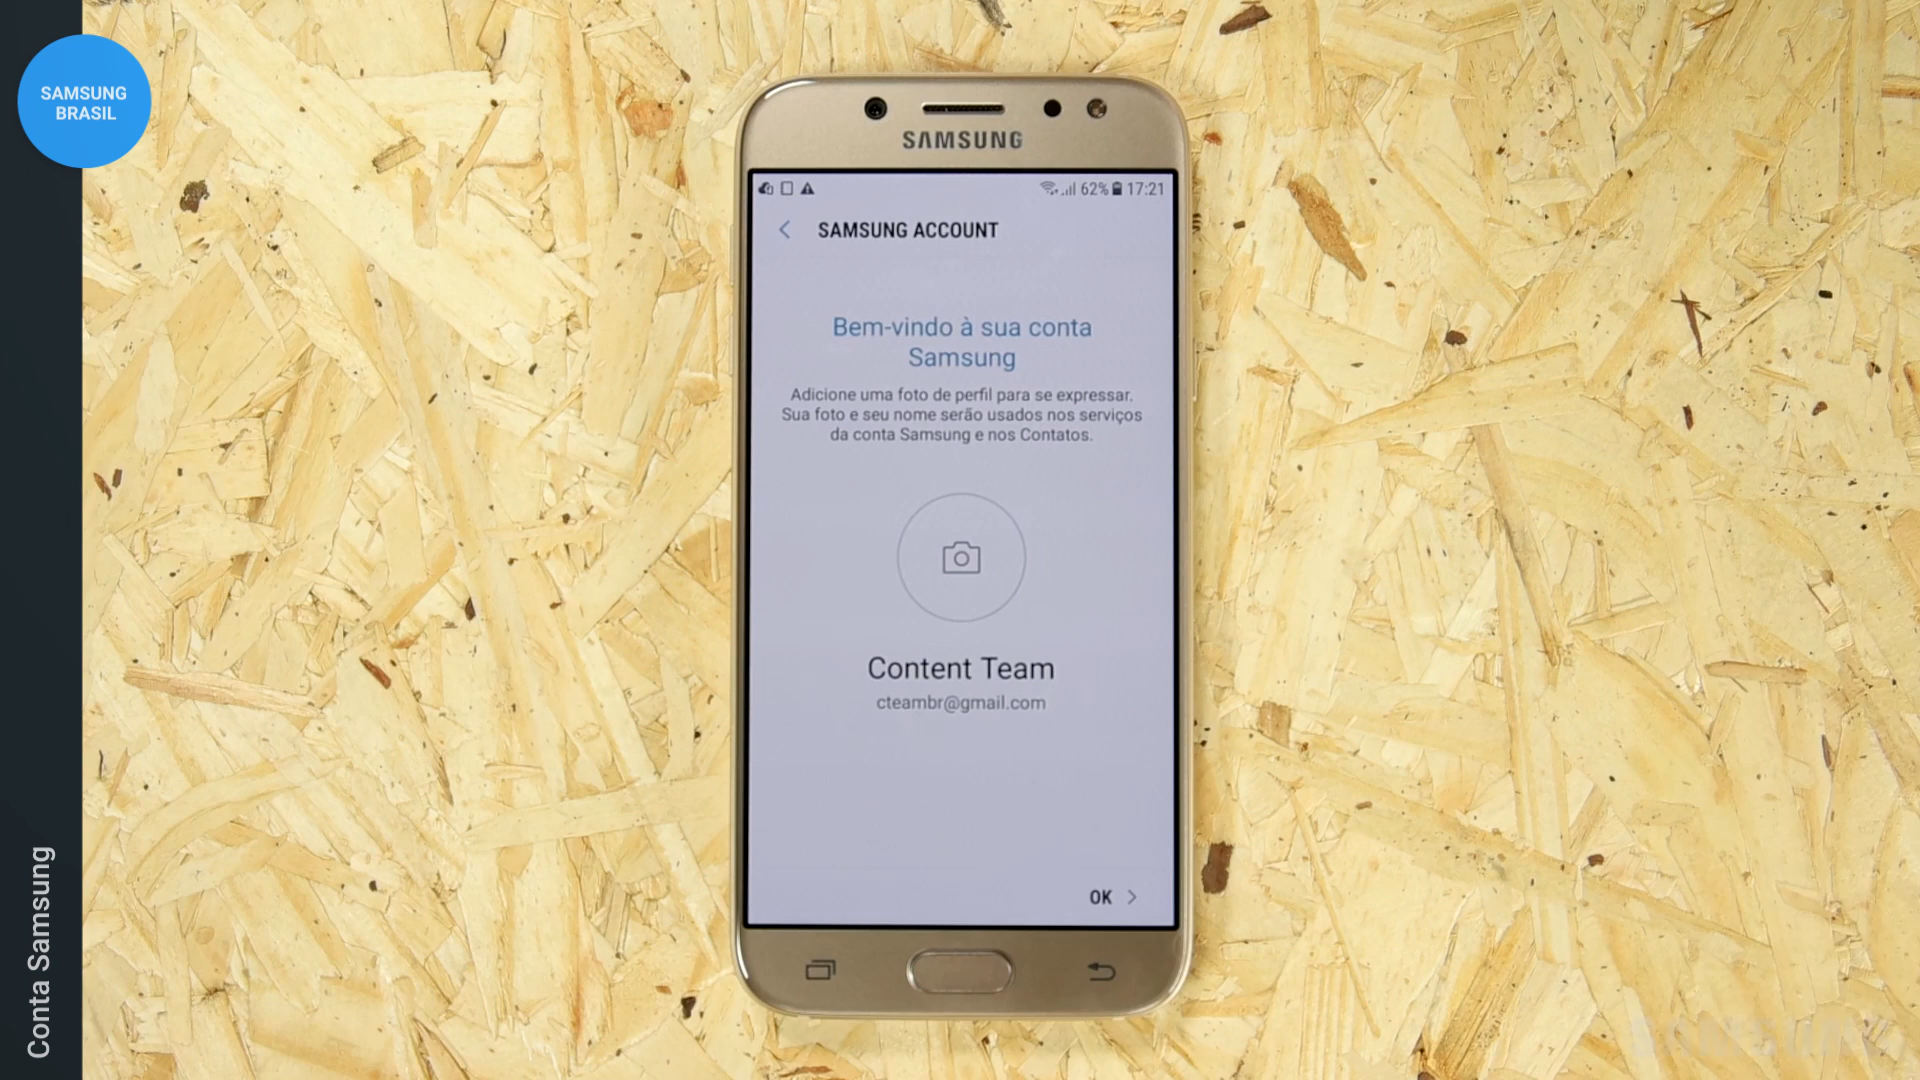 SAMSUNG
BRASIL
SAMSUNG
62% 17:21
SAMSUNG ACCOUNT
Bem-vindo à sua conta
Samsung
Adicione uma foto de perfil para se expressar.
Sua foto e seu nome serão usados nos serviços
da conta Samsung e nos Contatos.
Content Team
cteambr@gmail.com
OK
Conta Samsung
SAMSUNG